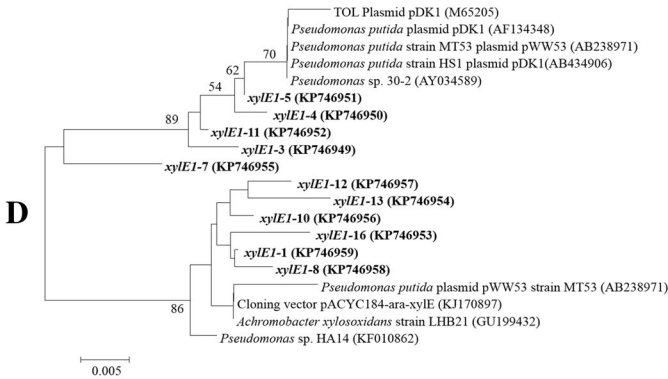 TOL Plasmid pDK1 (M65205)
Pseudomonas putida plasmid pDK1 (AF134348)
Pseudomonas putida strain MT53 plasmid pWW53 (AB238971)
70
Pseudomonas putida strain HS1 plasmid pDK1(AB434906)
62
Pseudomonas sp. 30-2 (AY034589)
54
xylE1-5 (KP746951)
xylE1-4 (KP746950)
89
xylE1-11 (KP746952)
xylE1-3 (KP746949)
xylE1-7 (KP746955)
xylE1-12 (KP746957)
xylE1-13 (KP746954)
D
xylE1-10 (KP746956)
xylE1-16 (KP746953)
xylE1-1 (KP746959)
xylE1-8 (KP746958)
Pseudomonas putida plasmid pWW53 strain MT53 (AB238971)
Cloning vector pACYC184-ara-xylE (KJ170897)
86
Achromobacter xylosoxidans strain LHB21 (GU199432)
Pseudomonas sp. HA14 (KF010862)
0.005